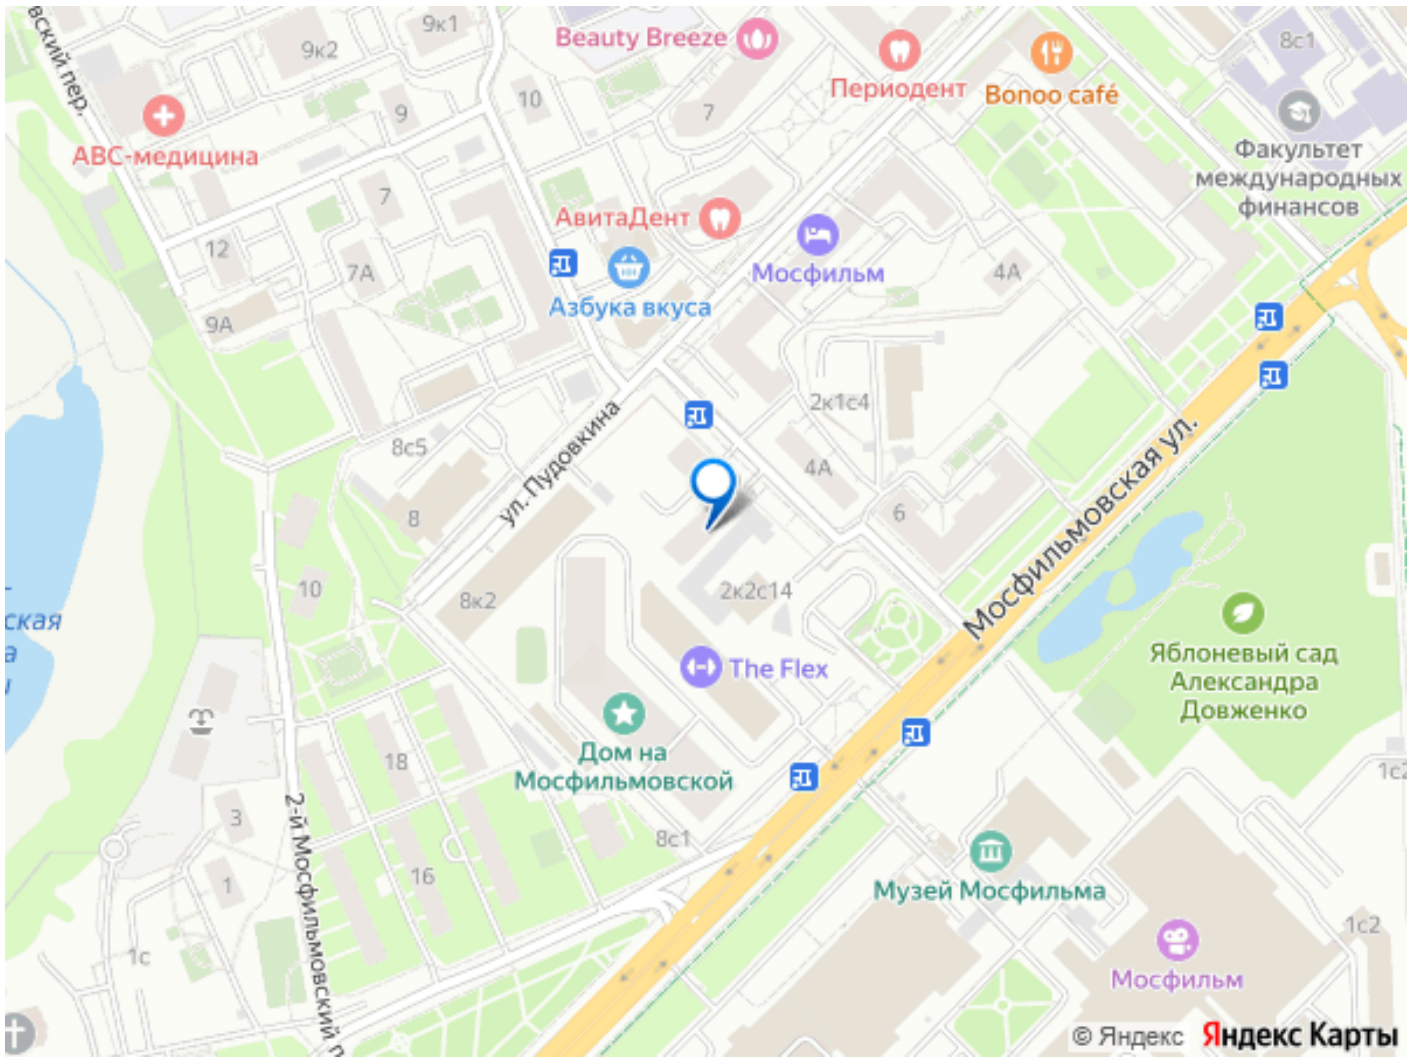 9к1
9к2
Beauty Breeze
Периодент
Bonoo café
8с1
вский пер.
АВС-медицина
9
10
7
Факультет
международных
финансов
7
АвитаДент
12
7А
Азбука вкуса
Мосфильм
4А
9А
2к1с4
8с5
ул. Пудовкина
4А
Мосфильмовская ул.
8
6
10
8к2
2к2с14
ская
а
The Flex
Яблоневый сад
Александра
Довженко
Дом на
Мосфильмовской
18
3
2-й Мосфильмовский п
8с1
1с2
16
1
Музей Мосфильма
1с
1с2
Мосфильм
© Яндекс Яндекс Карты